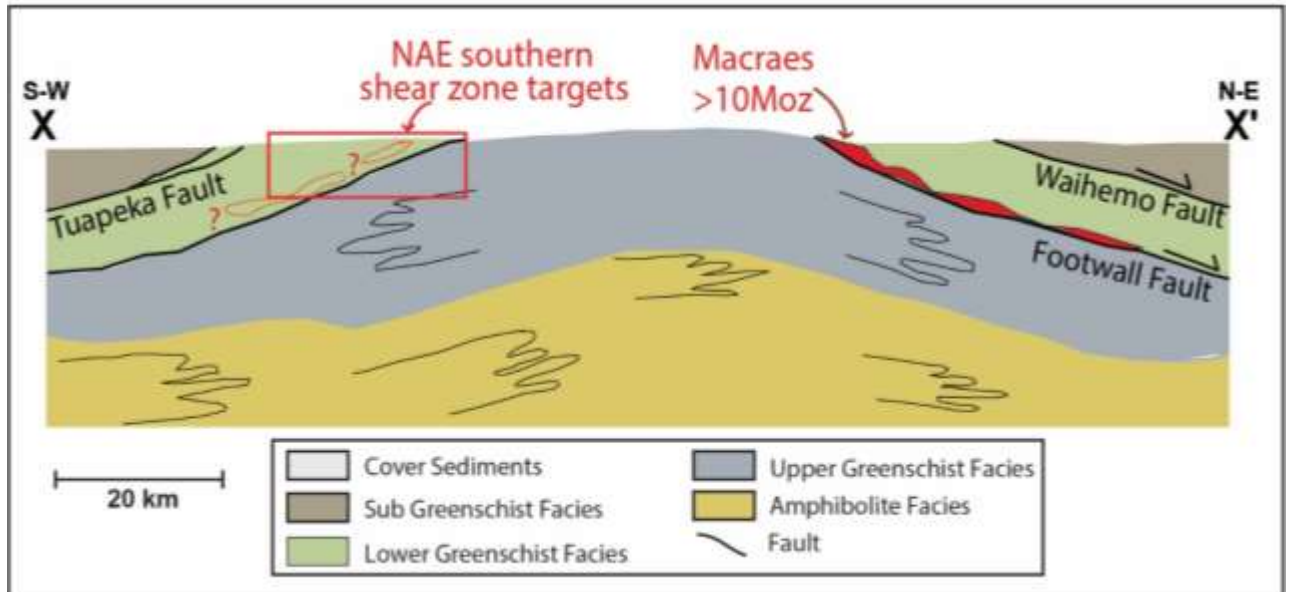 NAE southern
shear zone targets
Macraes
>10Moz
S-W
X
N-E
X'
?
?
Tuapeka Fault
Waihemo Fault
Footwall Fault
20 km
Cover Sediments
Sub Greenschist Facies
Lower Greenschist Facies
Upper Greenschist Facies
Amphibolite Facies
Fault